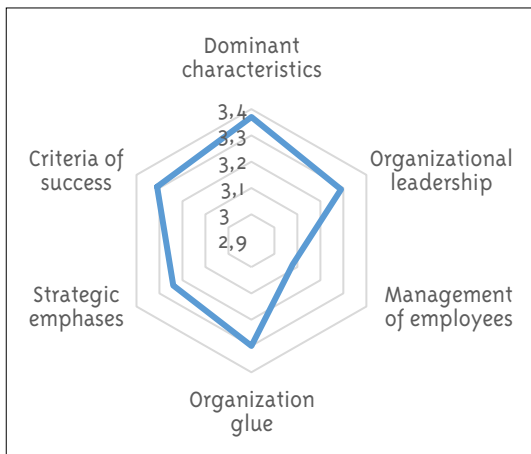 Dominant
characteristics
3,4
3,3
3,2
3,1
3
2,9
Organizational
leadership
Management
of employees
Organization
glue
Strategic
emphases
Criteria of
success